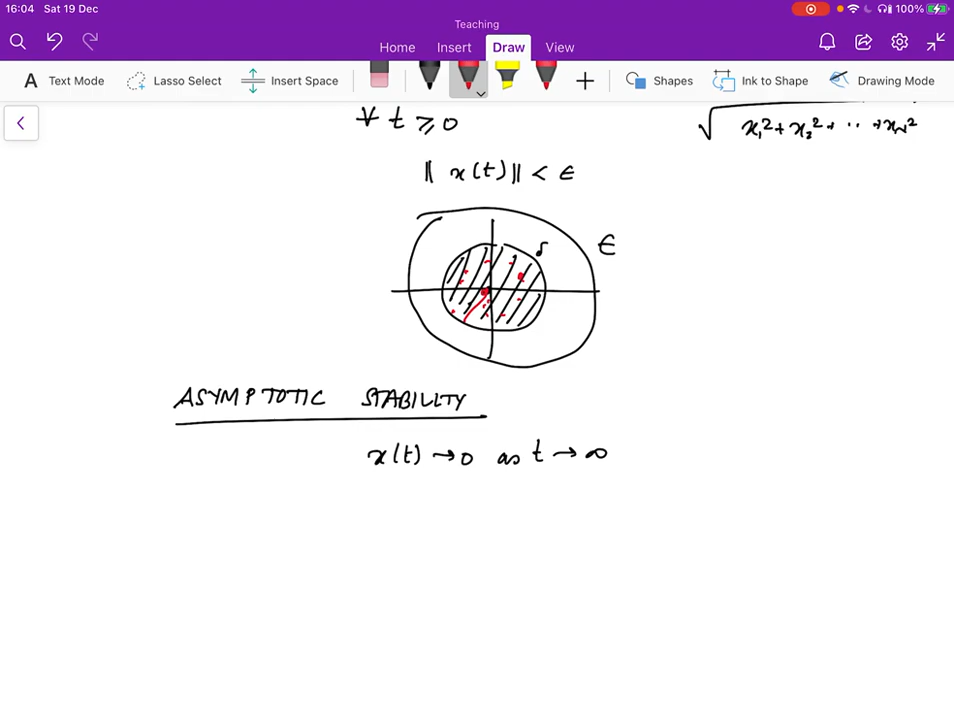 16:04 Sat 19 Dec
100%
Teaching
Home Insert Draw View
A Text Mode Lasso Select Insert Space Shapes Ink to Shape Drawing Mode
∀ t ⩾ 0
√ x₁² + x₂² + ·· + xₙ²
‖ x(t) ‖ < ϵ
δ
ϵ
ASYMPTOTIC STABILITY
x(t) → 0 as t → ∞